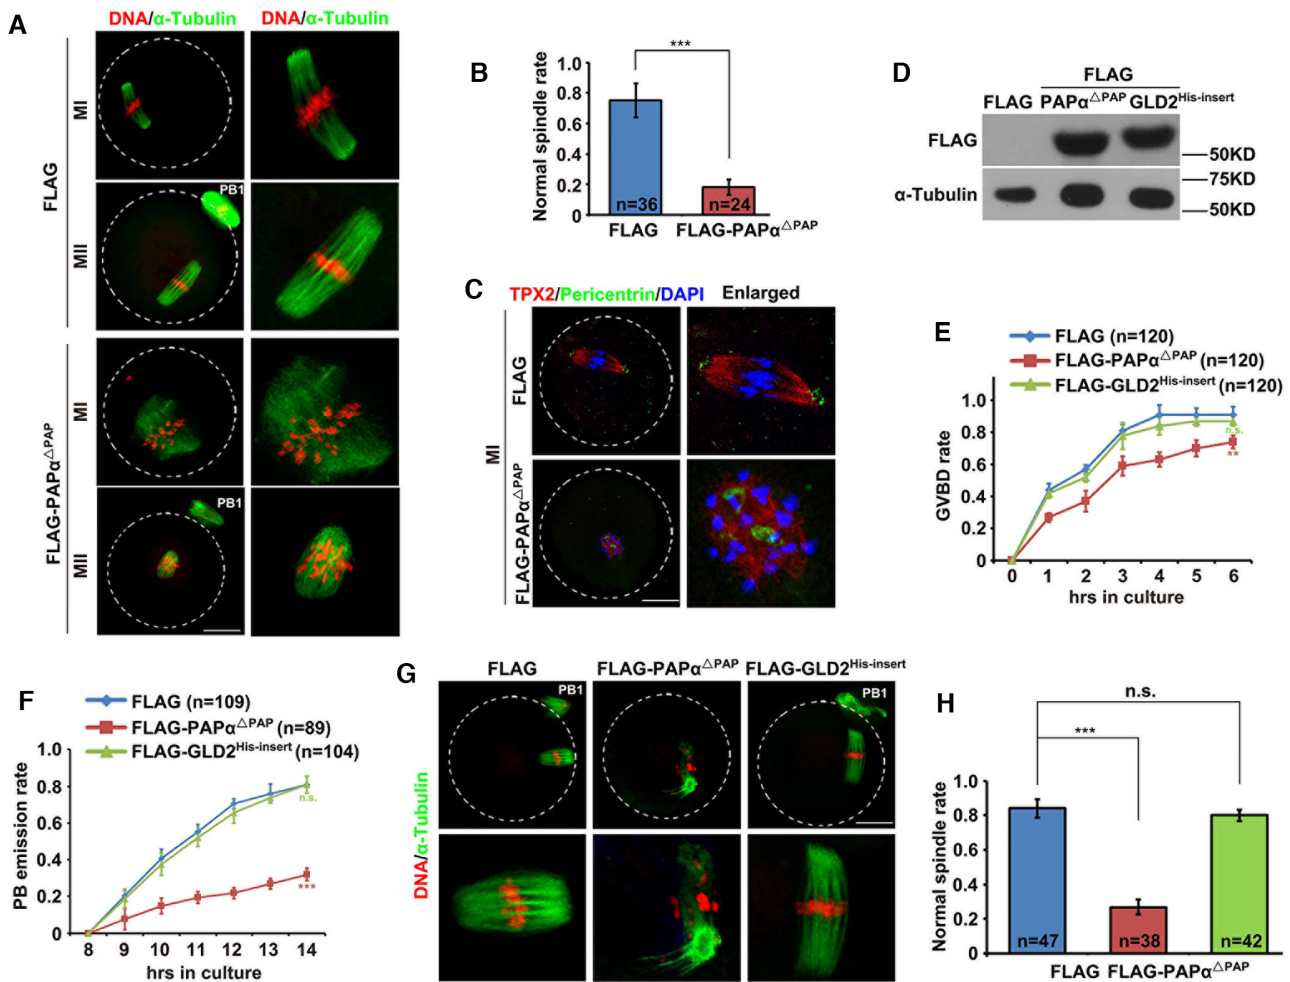 A
DNA/α-Tubulin DNA/α-Tubulin
FLAG
MI
MII
PB1
FLAG-PAPα△PAP
MI
MII
PB1
B
Normal spindle rate
1.0
0.8
0.6
0.4
0.2
0
***
n=36
n=24
FLAG FLAG-PAPα△PAP
C
TPX2/Pericentrin/DAPI Enlarged
MI
FLAG
FLAG-PAPα△PAP
D
FLAG
FLAG PAPα△PAP GLD2His-insert
FLAG
50KD
75KD
α-Tubulin
50KD
E
FLAG (n=120)
FLAG-PAPα△PAP (n=120)
FLAG-GLD2His-insert (n=120)
GVBD rate
1.0
0.8
0.6
0.4
0.2
0
n.s.
**
0 1 2 3 4 5 6
hrs in culture
F
FLAG (n=109)
FLAG-PAPα△PAP (n=89)
FLAG-GLD2His-insert (n=104)
PB emission rate
1.0
0.8
0.6
0.4
0.2
0
n.s.
***
8 9 10 11 12 13 14
hrs in culture
G
FLAG FLAG-PAPα△PAP FLAG-GLD2His-insert
DNA/α-Tubulin
PB1
PB1
H
n.s.
***
Normal spindle rate
1.0
0.8
0.6
0.4
0.2
0
n=47
n=38
n=42
FLAG FLAG-PAPα△PAP